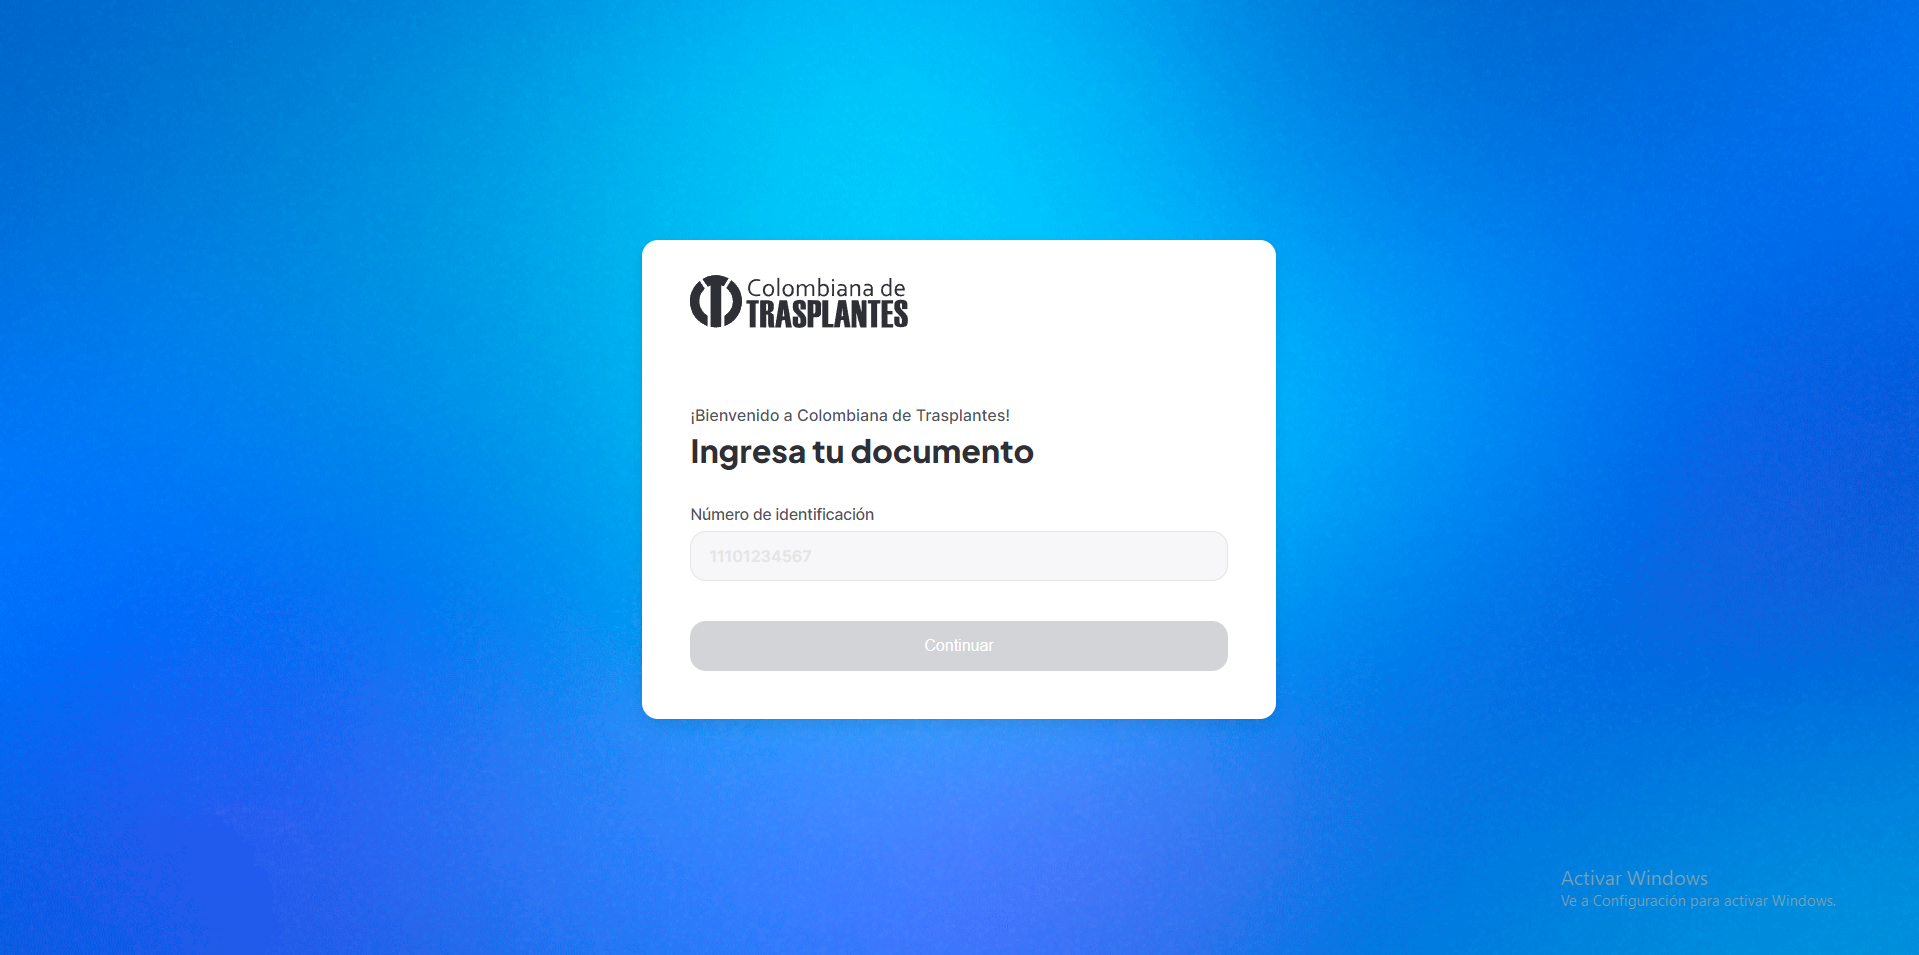 Colombiana de
TRASPLANTES
¡Bienvenido a Colombiana de Trasplantes!
Ingresa tu documento
Número de identificación
11101234567
Continuar
Activar Windows
Ve a Configuración para activar Windows.